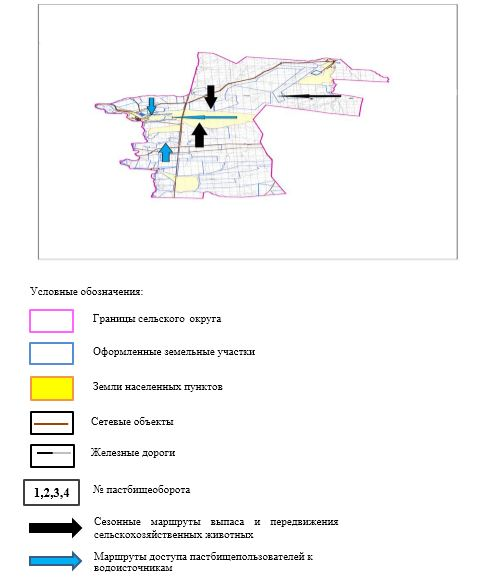 Условные обозначения:
Границы сельского округа
Оформленные земельные участки
Земли населенных пунктов
Сетевые объекты
Железные дороги
1,2,3,4
№ пастбищеоборота
Сезонные маршруты выпаса и передвижения
сельскохозяйственных животных
Маршруты доступа пастбищепользователей к
водоисточникам